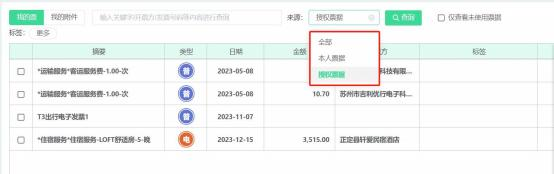 我的票 我的附件 输入关键字(开票方/发票号码等内容进行查询 来源: 授权票据 查询 仅查看未使用票据
标签: 更多
全部
本人票据
授权票据
摘要 类型 日期 金额 方 标签
*运输服务*客运服务费-1.00-次 普 2023-05-08 科技有限...
*运输服务*客运服务费-1.00-次 普 2023-05-08 10.70 苏州市吉利优行电子科...
T3出行电子发票1 普 2023-11-07
*住宿服务*住宿服务-LOFT舒适房-5-晚 电 2023-12-15 3,515.00 正定县轩爱民宿酒店